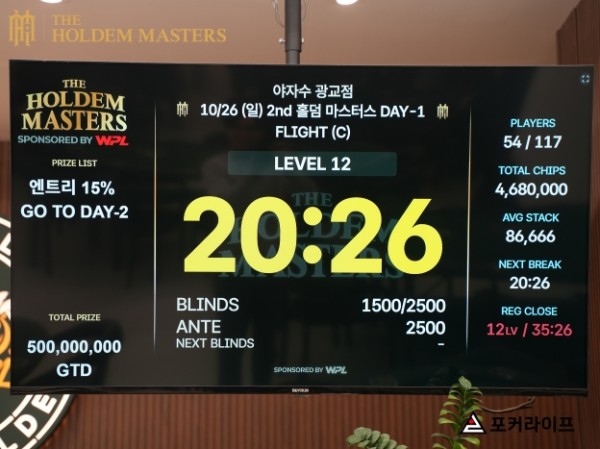 THE
HOLDEM MASTERS
THE
HOLDEM
MASTERS
SPONSORED BY WPL
PRIZE LIST
엔트리 15%
GO TO DAY-2
TOTAL PRIZE
500,000,000
GTD
야자수 광교점
10/26 (일) 2nd 홀덤 마스터스 DAY-1
FLIGHT (C)
LEVEL 12
THE
HOLDEM
MASTERS
20:26
BLINDS 1500/2500
ANTE 2500
NEXT BLINDS -
SPONSORED BY WPL
PLAYERS
54 / 117
TOTAL CHIPS
4,680,000
AVG STACK
86,666
NEXT BREAK
20:26
REG CLOSE
12LV / 35:26
포커라이프